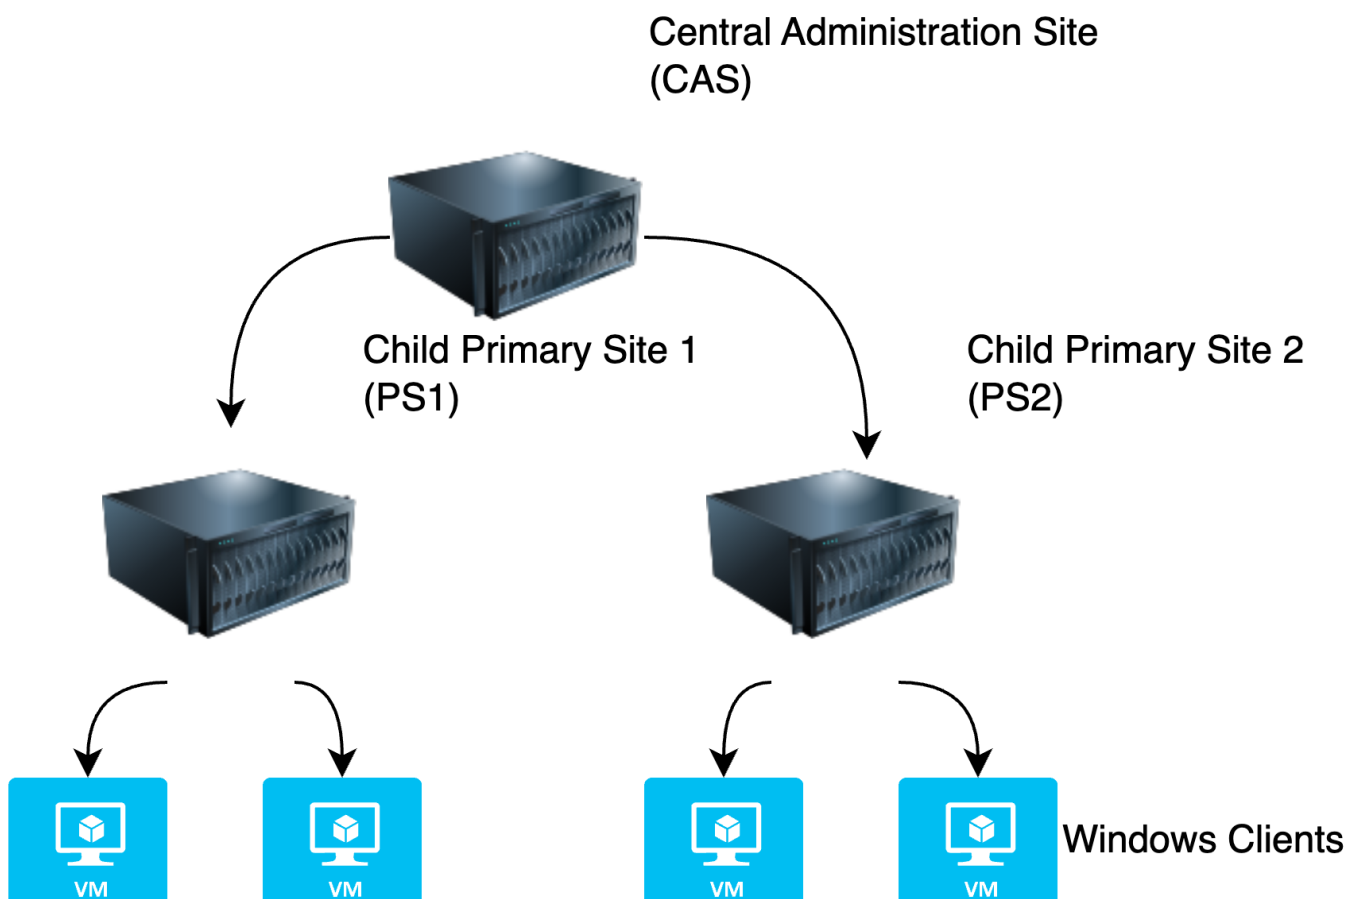 Central Administration Site
(CAS)
Child Primary Site 1
(PS1)
Child Primary Site 2
(PS2)
VM
VM
VM
VM
Windows Clients